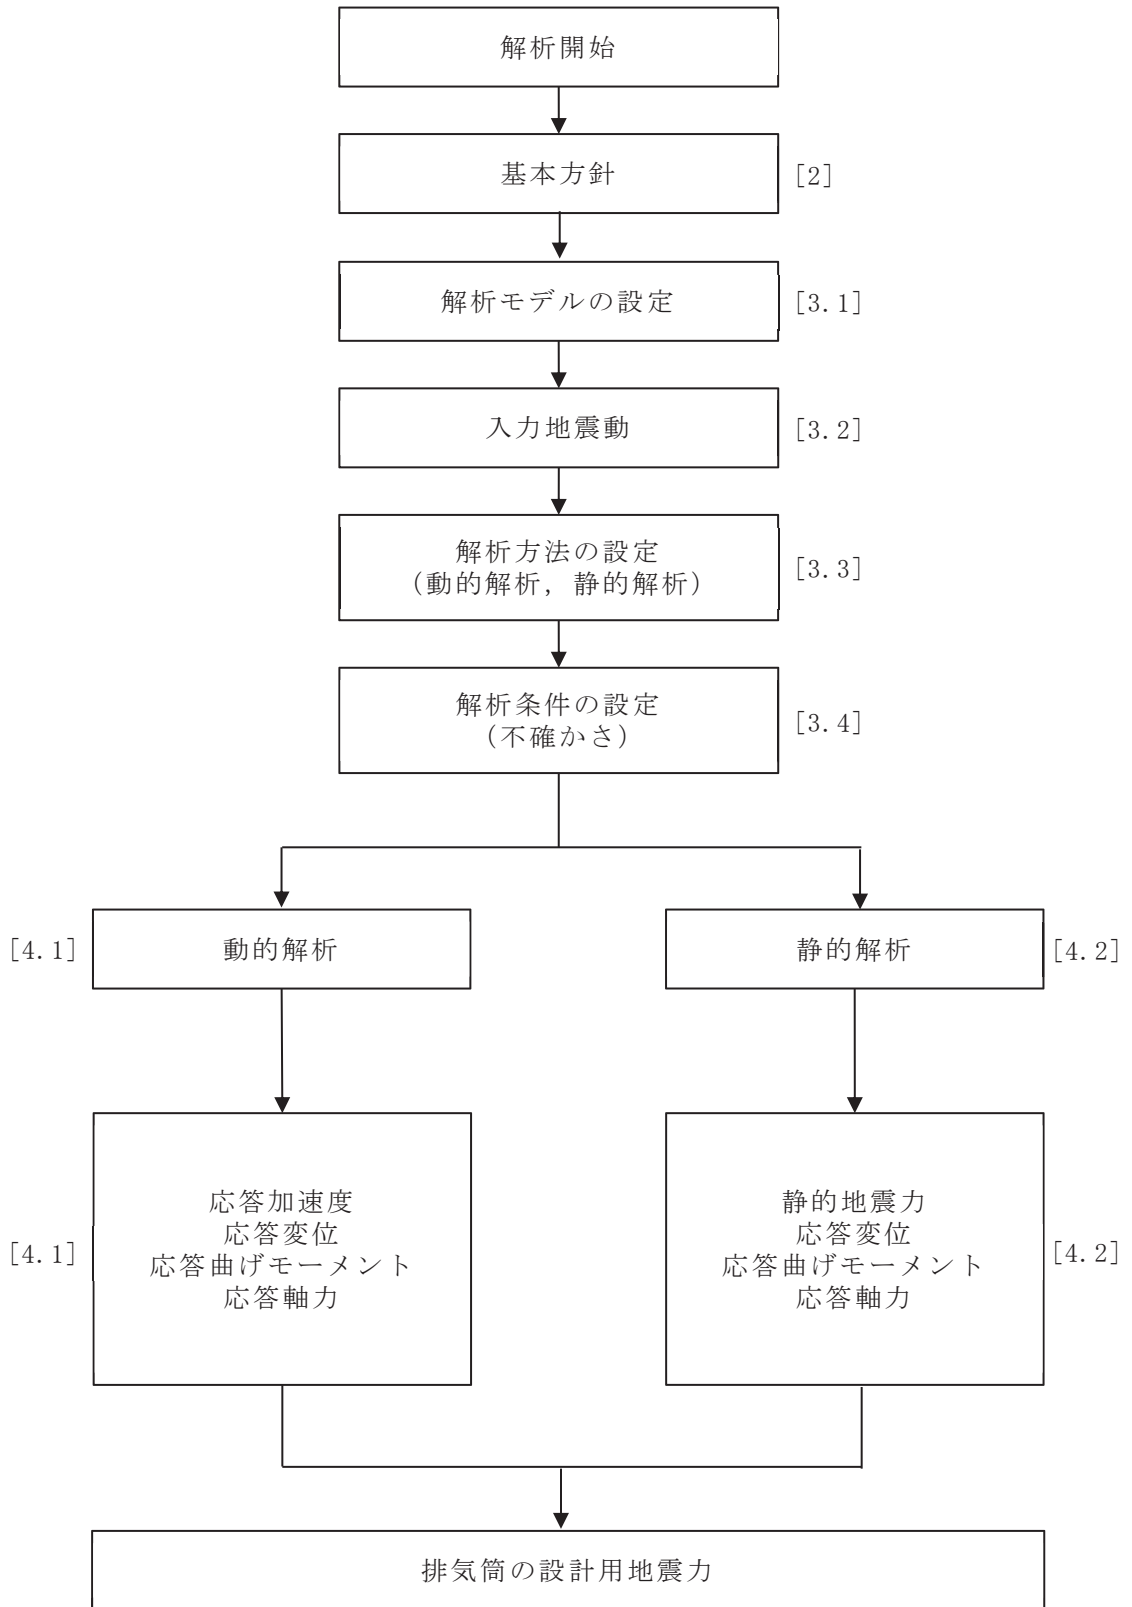 解析開始
基本方針
[2]
解析モデルの設定
[3.1]
入力地震動
[3.2]
解析方法の設定
（動的解析，静的解析）
[3.3]
解析条件の設定
（不確かさ）
[3.4]
[4.1]
動的解析
静的解析
[4.2]
[4.1]
応答加速度
応答変位
応答曲げモーメント
応答軸力
静的地震力
応答変位
応答曲げモーメント
応答軸力
[4.2]
排気筒の設計用地震力